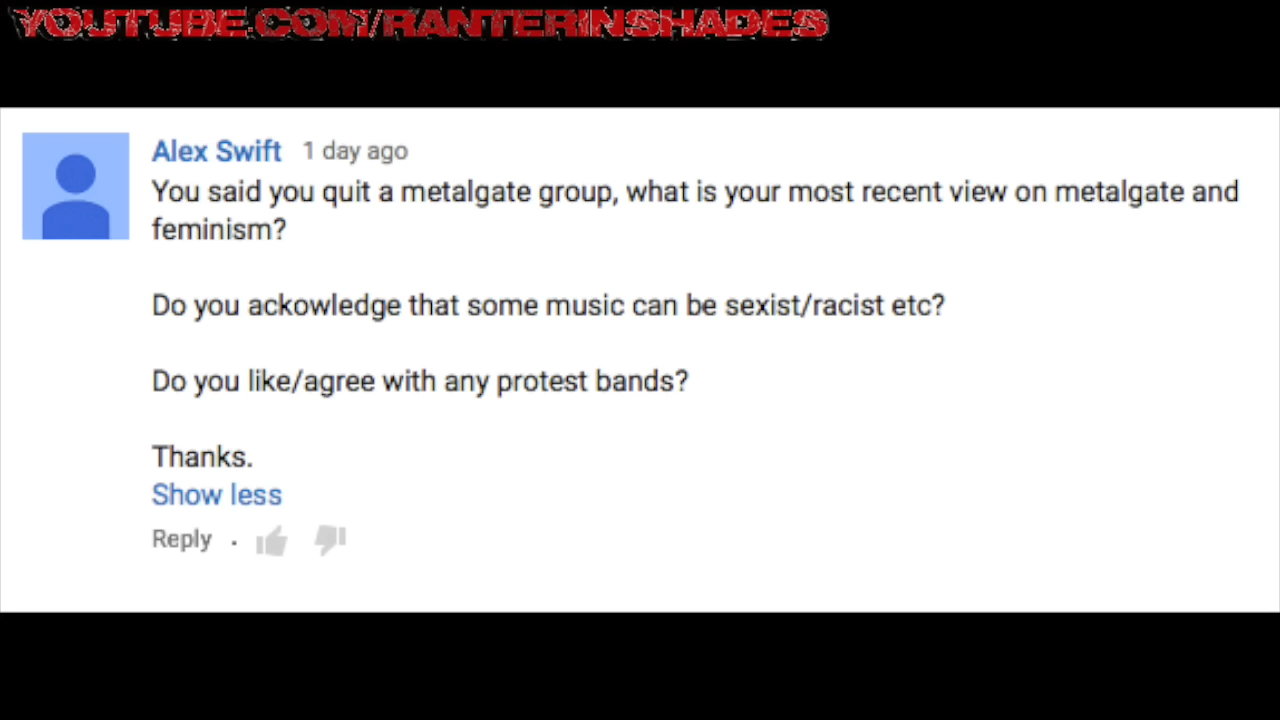 YOUTUBE.COM/RANTERINSHADES
Alex Swift 1 day ago
You said you quit a metalgate group, what is your most recent view on metalgate and
feminism?
Do you ackowledge that some music can be sexist/racist etc?
Do you like/agree with any protest bands?
Thanks.
Show less
Reply .